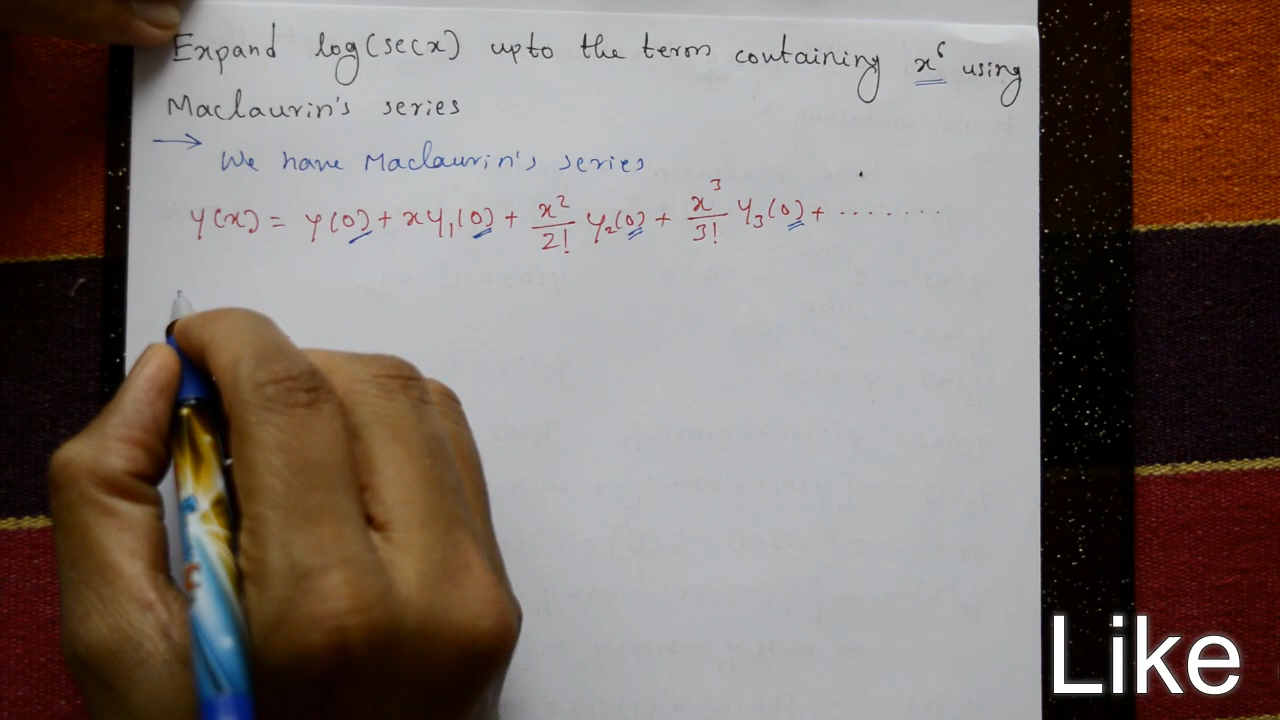 Expand log(secx) upto the term containing x⁶ using
Maclaurin's series
→ We have Maclaurin's series
y(x) = y(0) + xy₁(0) + x²/2! y₂(0) + x³/3! y₃(0) + ........
Like